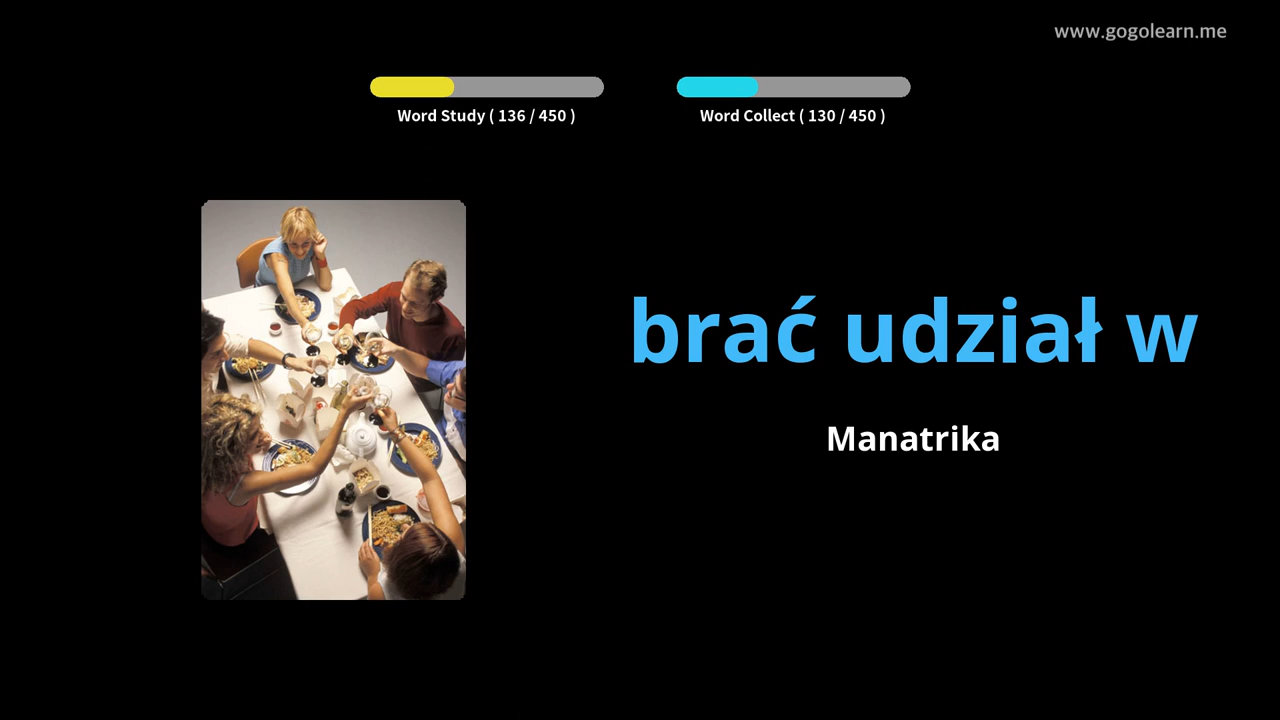 www.gogolearn.me
Word Study ( 136 / 450 )
Word Collect ( 130 / 450 )
brać udział w
Manatrika